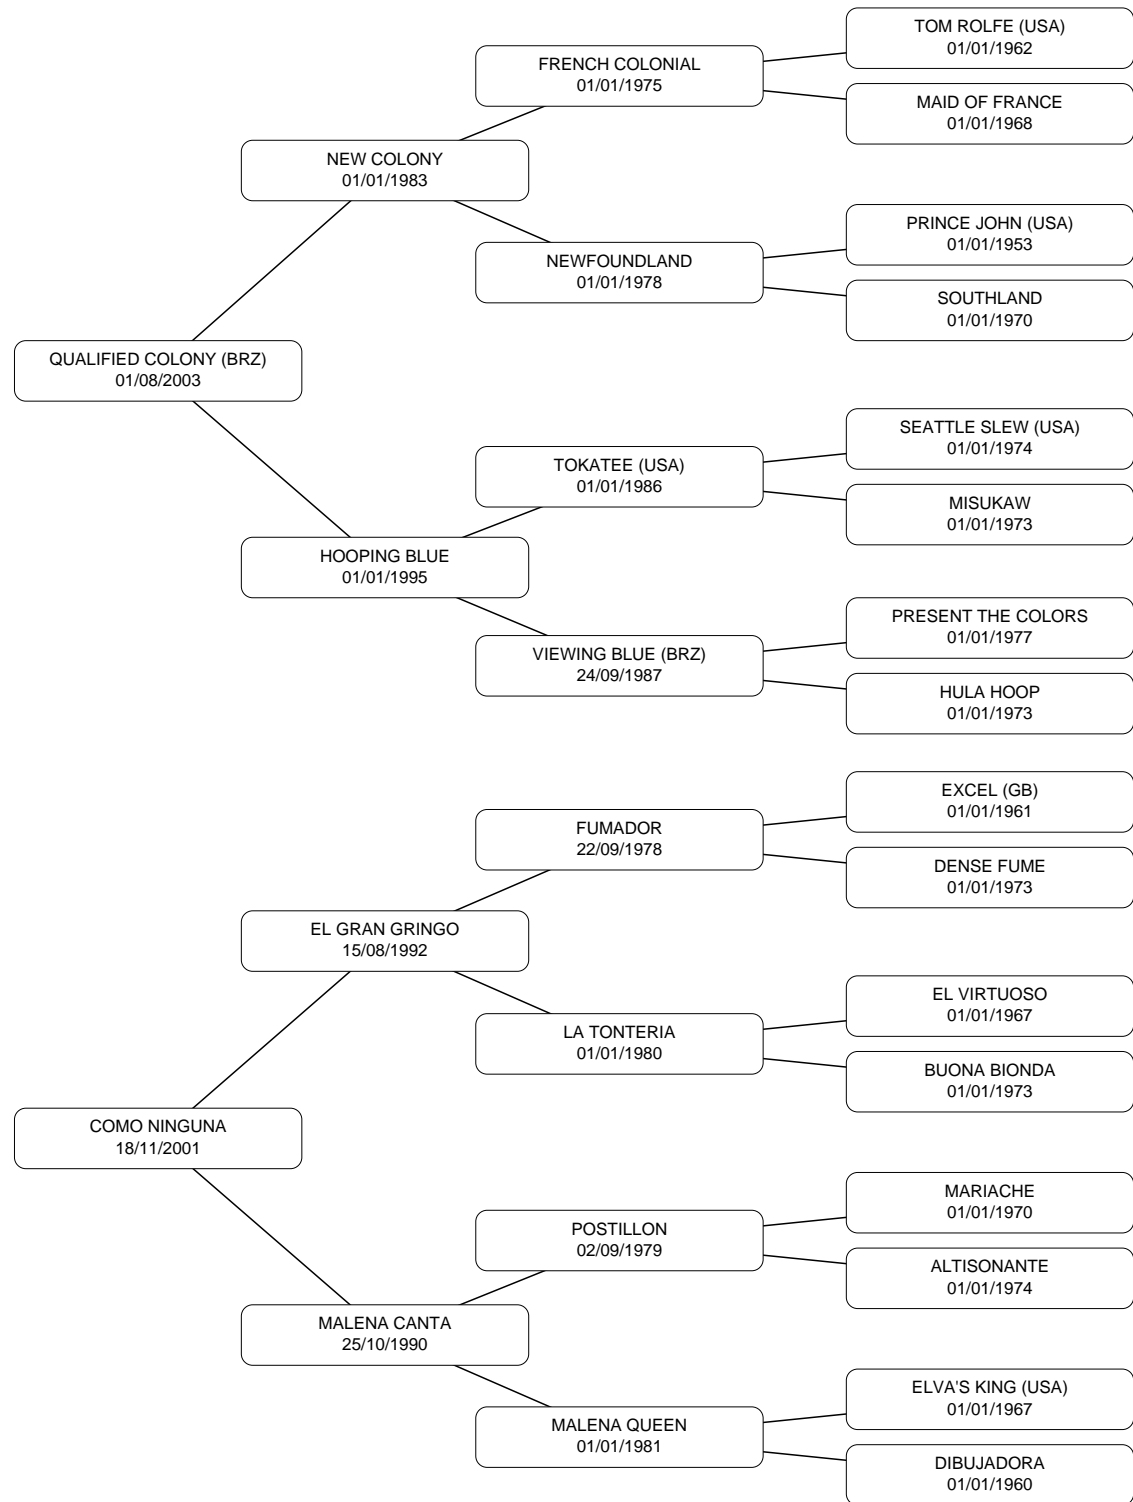 TOM ROLFE (USA)
01/01/1962
FRENCH COLONIAL
01/01/1975
MAID OF FRANCE
01/01/1968
NEW COLONY
01/01/1983
PRINCE JOHN (USA)
01/01/1953
NEWFOUNDLAND
01/01/1978
SOUTHLAND
01/01/1970
QUALIFIED COLONY (BRZ)
01/08/2003
SEATTLE SLEW (USA)
01/01/1974
TOKATEE (USA)
01/01/1986
MISUKAW
01/01/1973
HOOPING BLUE
01/01/1995
PRESENT THE COLORS
01/01/1977
VIEWING BLUE (BRZ)
24/09/1987
HULA HOOP
01/01/1973
EXCEL (GB)
01/01/1961
FUMADOR
22/09/1978
DENSE FUME
01/01/1973
EL GRAN GRINGO
15/08/1992
EL VIRTUOSO
01/01/1967
LA TONTERIA
01/01/1980
BUONA BIONDA
01/01/1973
COMO NINGUNA
18/11/2001
MARIACHE
01/01/1970
POSTILLON
02/09/1979
ALTISONANTE
01/01/1974
MALENA CANTA
25/10/1990
ELVA'S KING (USA)
01/01/1967
MALENA QUEEN
01/01/1981
DIBUJADORA
01/01/1960